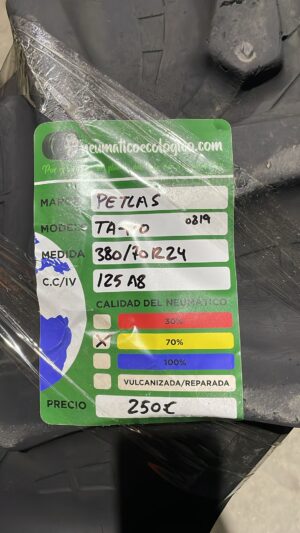 neumaticoecologico.com
MARCA PETLAS
MODELO TA-110 0819
MEDIDA 380/70R24
C.C/IV 125 A8
CALIDAD DEL NEUMÁTICO
30%
X 70%
100%
VULCANIZADA/REPARADA
PRECIO 250€